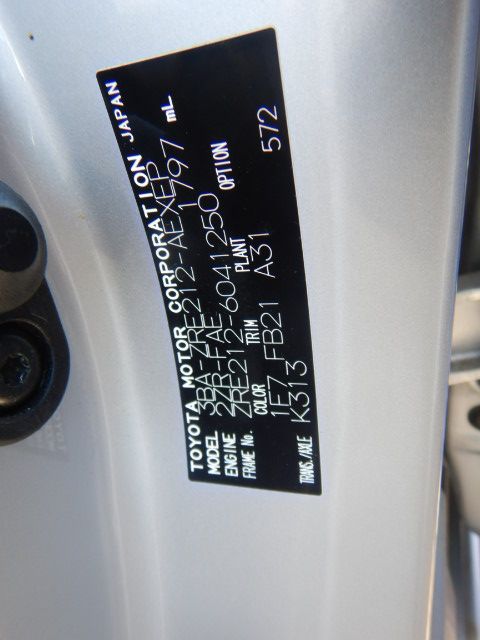 TOYOTA MOTOR CORPORATION JAPAN
MODEL 3BA-ZRE212-AEXEP
ENGINE 2ZR-FAE 1797 mL
FRAME No. ZRE212-6041250
COLOR TRIM PLANT OPTION
1F7 FB21 A31
TRANS./AXLE K313 572